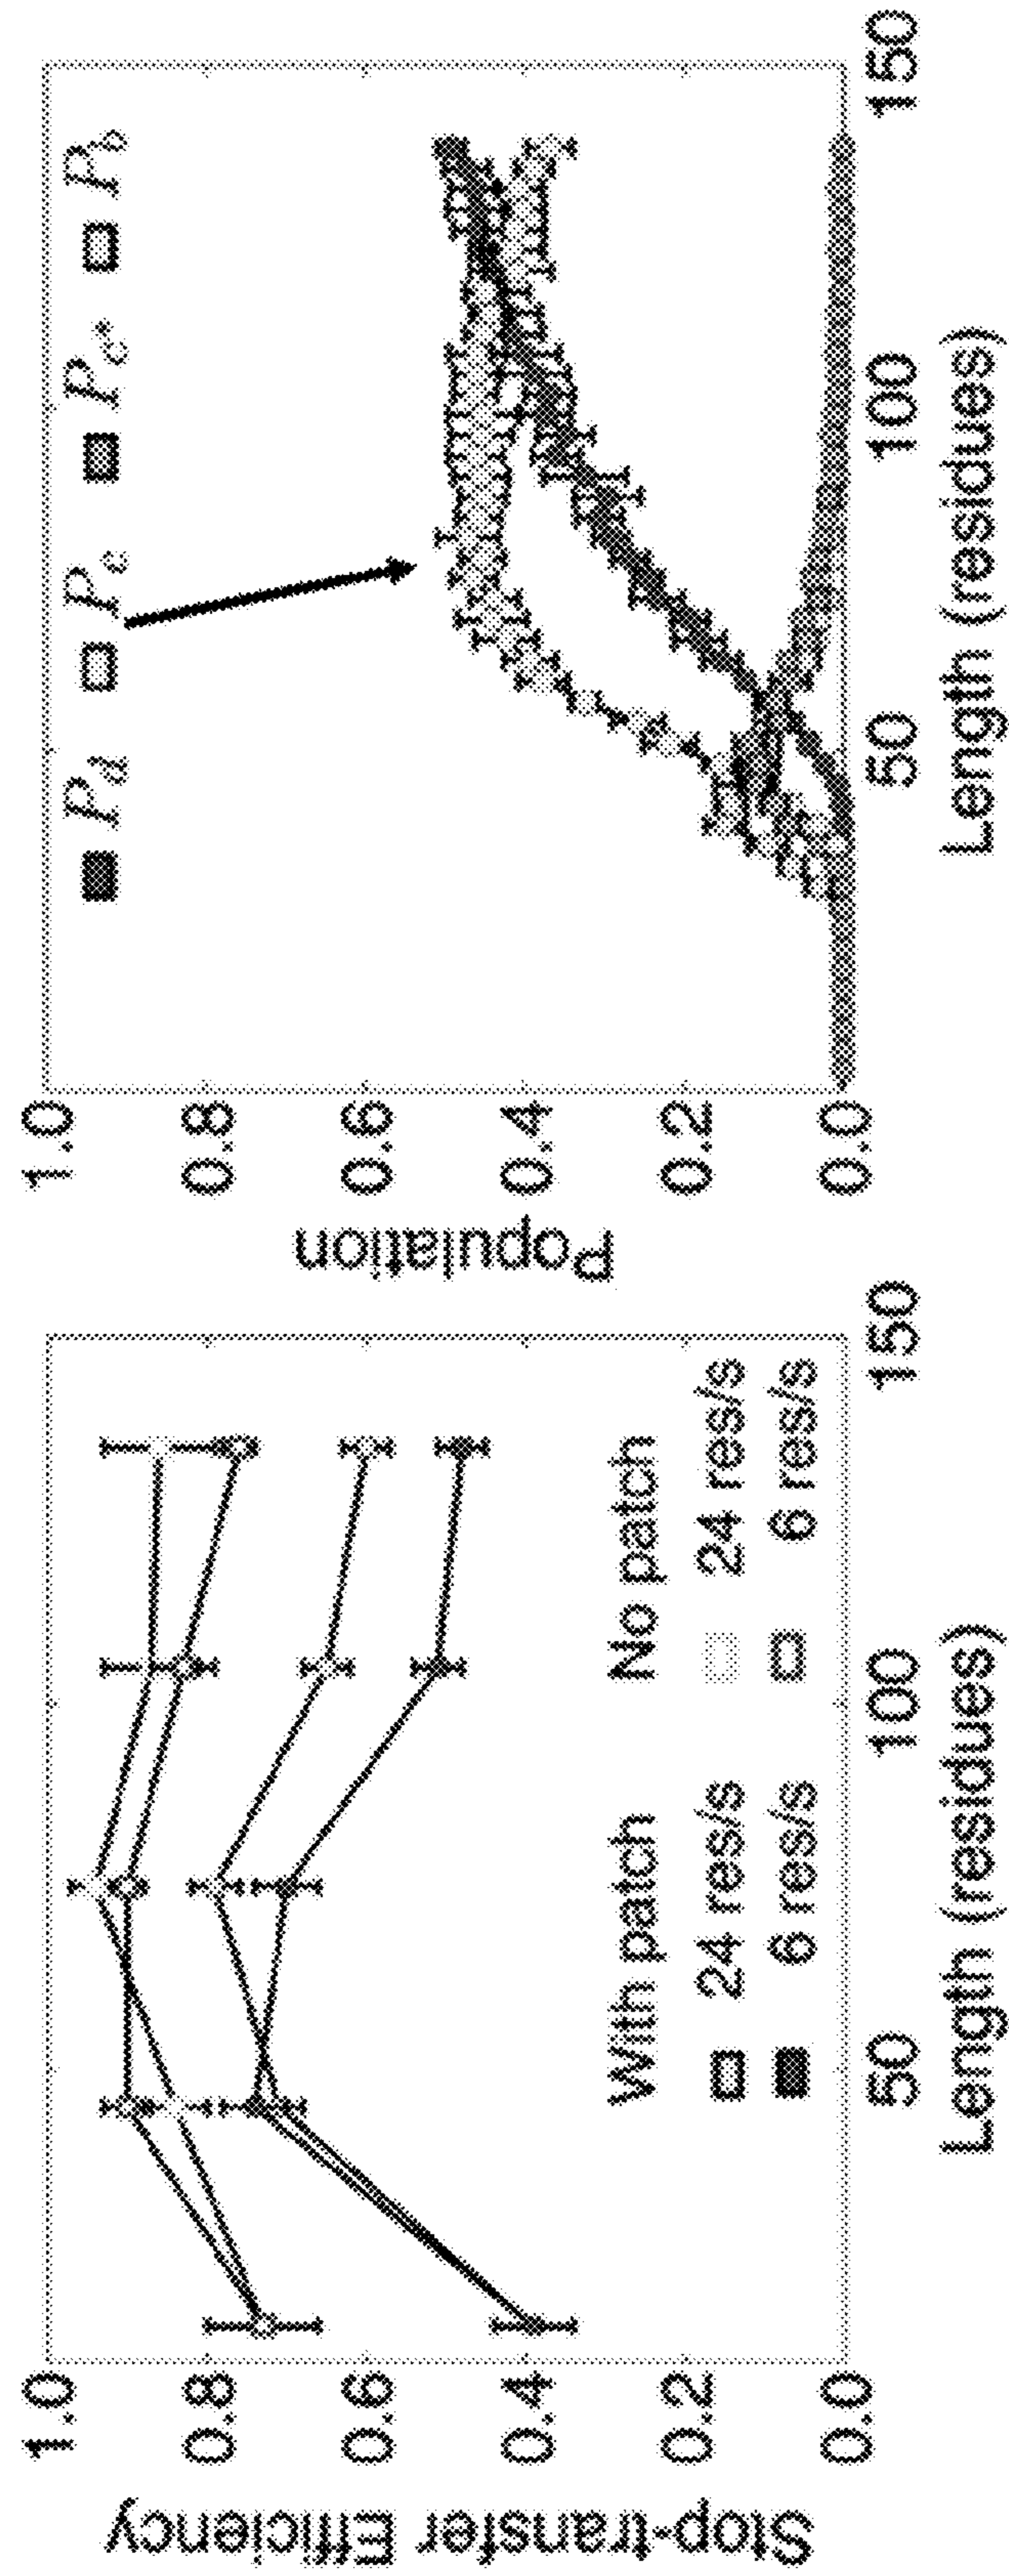 Stop-transfer Efficiency
1.0
0.8
0.6
0.4
0.2
0.0
With patch
No patch
24 res/s
24 res/s
6 res/s
6 res/s
50
100
150
Length (residues)
Population
1.0
0.8
0.6
0.4
0.2
0.0
P_d P_c P_c* P_b
50
100
150
Length (residues)